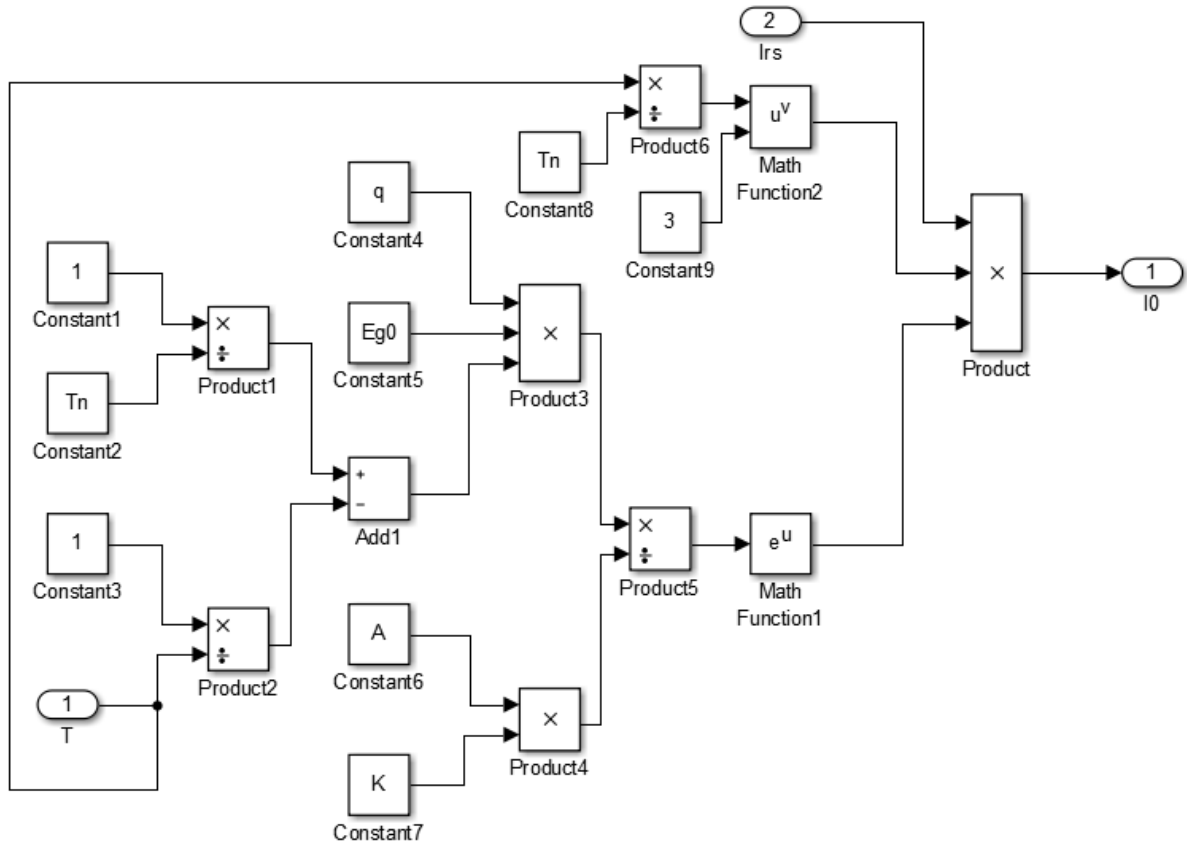 2
Irs
×
÷
Product6
u^v
Math
Function2
Tn
Constant8
3
Constant9
q
Constant4
1
Constant1
×
÷
Product1
Tn
Constant2
Eg0
Constant5
×
Product3
×
Product
1
I0
+
−
Add1
1
Constant3
×
÷
Product2
1
T
×
÷
Product5
e^u
Math
Function1
A
Constant6
×
Product4
K
Constant7